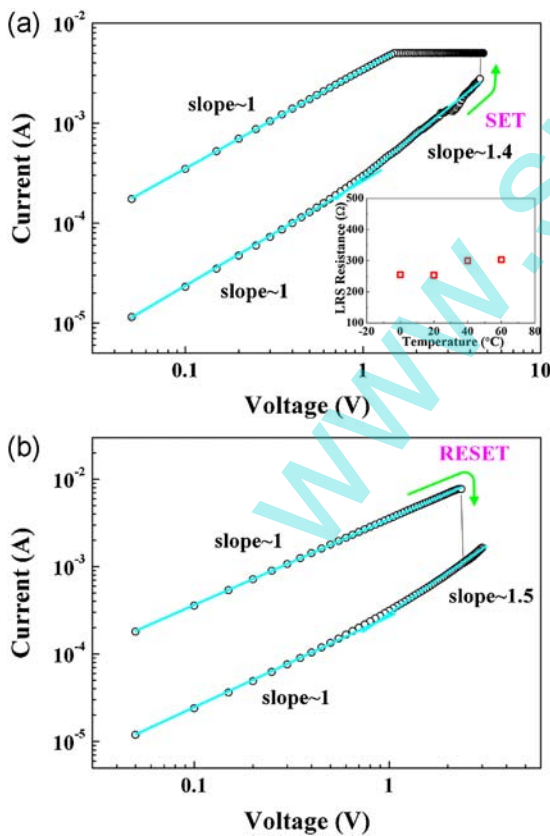 (a)
10⁻²
10⁻³
10⁻⁴
10⁻⁵
Current (A)
slope~1
SET
slope~1.4
slope~1
500
400
300
200
100
LRS Resistance (Ω)
-20 0 20 40 60 80
Temperature (°C)
0.1 1 10
Voltage (V)
(b)
RESET
10⁻²
10⁻³
10⁻⁴
10⁻⁵
Current (A)
slope~1
slope~1.5
slope~1
0.1 1
Voltage (V)
www.s